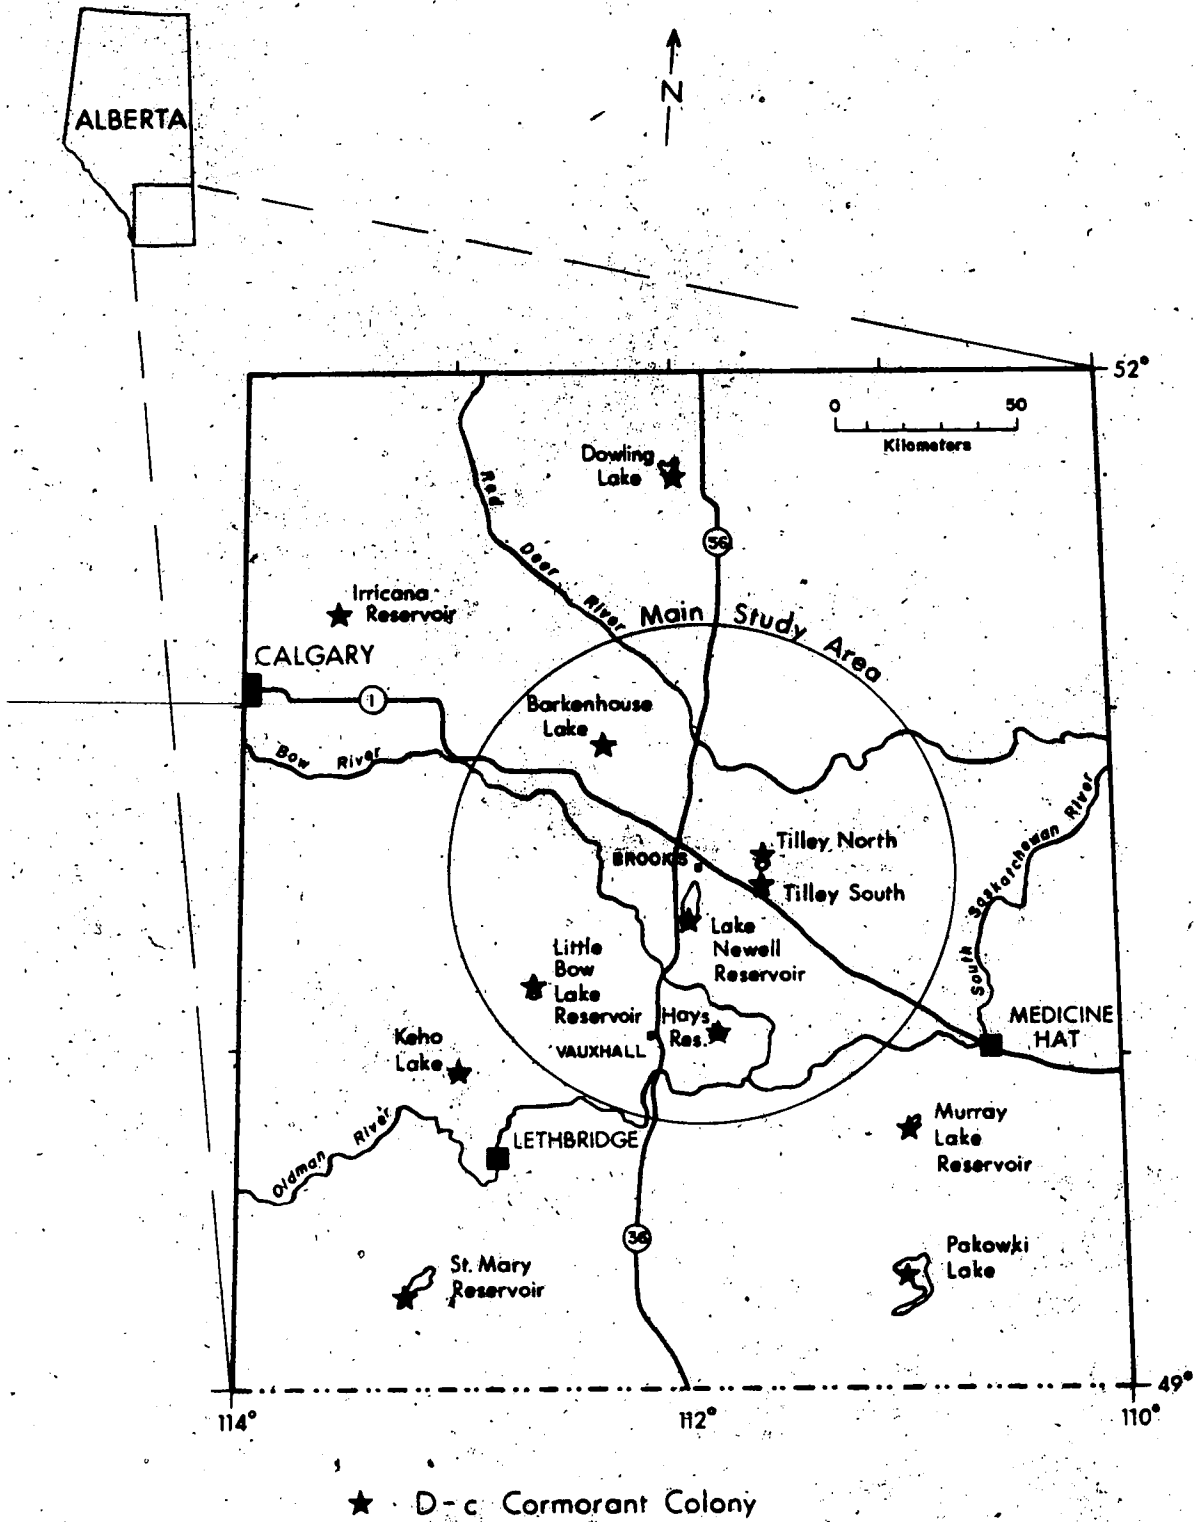 ALBERTA
N
52°
0 50
Kilometers
Dowling
Lake
Red Deer River
56
Irricana
Reservoir
Main Study Area
CALGARY
1
Barkenhouse
Lake
Bow River
South Saskatchewan River
Tilley North
BROOKS
Tilley South
Lake
Newell
Reservoir
Little
Bow
Lake
Reservoir
Hays
Res.
MEDICINE
HAT
Keho
Lake
VAUXHALL
Murray
Lake
Reservoir
LETHBRIDGE
Oldman River
36
Pakowki
Lake
St. Mary
Reservoir
49°
114° 112° 110°
D-c Cormorant Colony